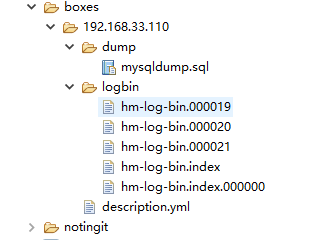 boxes
192.168.33.110
dump
mysqldump.sql
logbin
hm-log-bin.000019
hm-log-bin.000020
hm-log-bin.000021
hm-log-bin.index
hm-log-bin.index.000000
description.yml
notingit